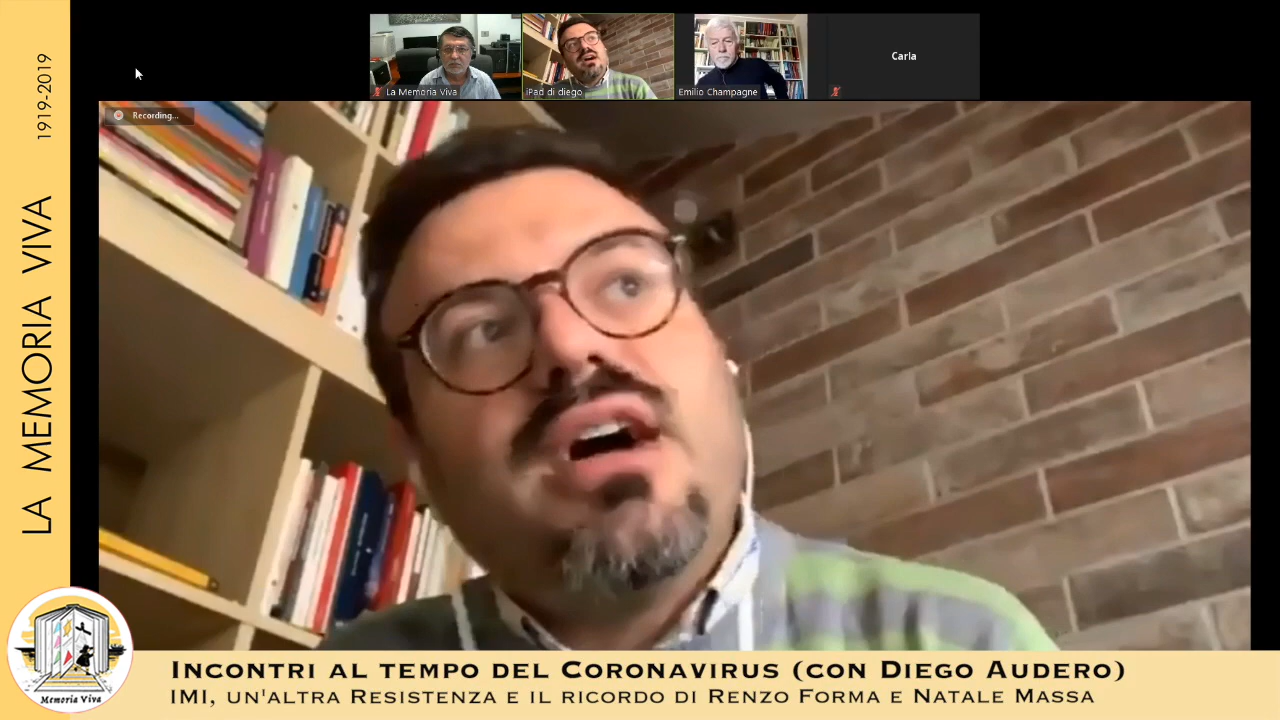 La Memoria Viva
iPad di diego
Emilio Champagne
Carla
Recording...
LA MEMORIA VIVA 1919-2019
Memoria Viva
INCONTRI AL TEMPO DEL CORONAVIRUS (CON DIEGO AUDERO)
IMI, UN'ALTRA RESISTENZA E IL RICORDO DI RENZO FORMA E NATALE MASSA